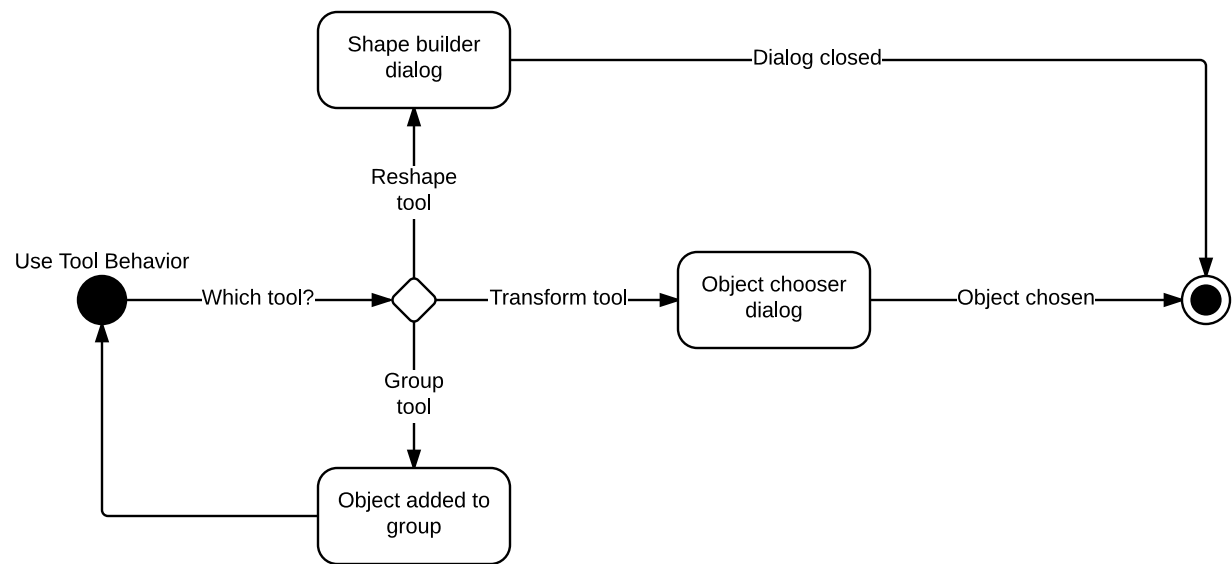 Shape builder
dialog
Dialog closed
Reshape
tool
Use Tool Behavior
Which tool?
Transform tool
Object chooser
dialog
Object chosen
Group
tool
Object added to
group